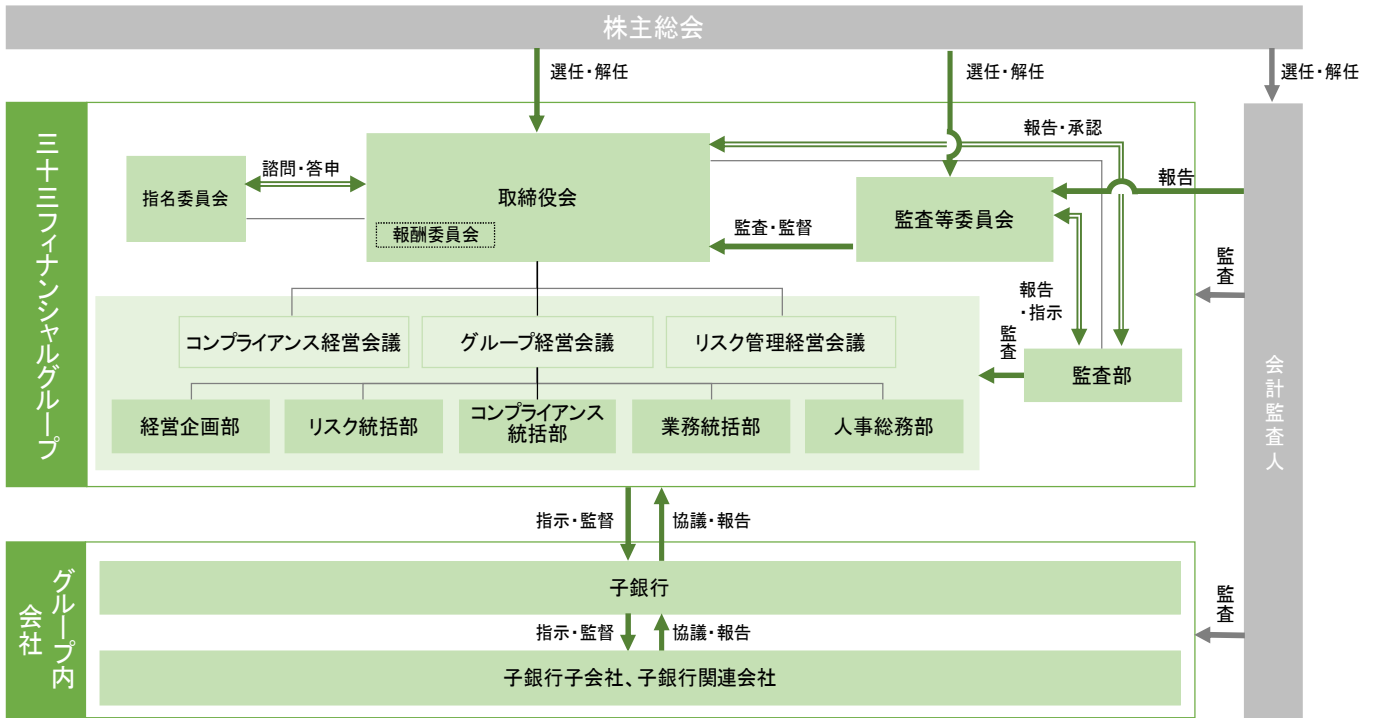 株主総会
選任・解任
選任・解任
選任・解任
三十三フィナンシャルグループ
指名委員会
諮問・答申
取締役会
報酬委員会
監査・監督
監査等委員会
報告・承認
報告
報告
・指示
監査
監査
監査部
会計監査人
コンプライアンス経営会議
グループ経営会議
リスク管理経営会議
経営企画部
リスク統括部
コンプライアンス
統括部
業務統括部
人事総務部
指示・監督
協議・報告
グループ内
会社
子銀行
指示・監督
協議・報告
監査
子銀行子会社、子銀行関連会社